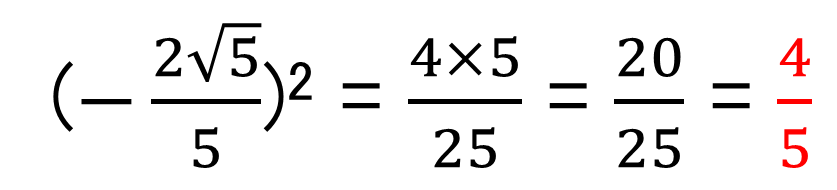 (− 2√5/5)² = 4×5/25 = 20/25 = 4/5